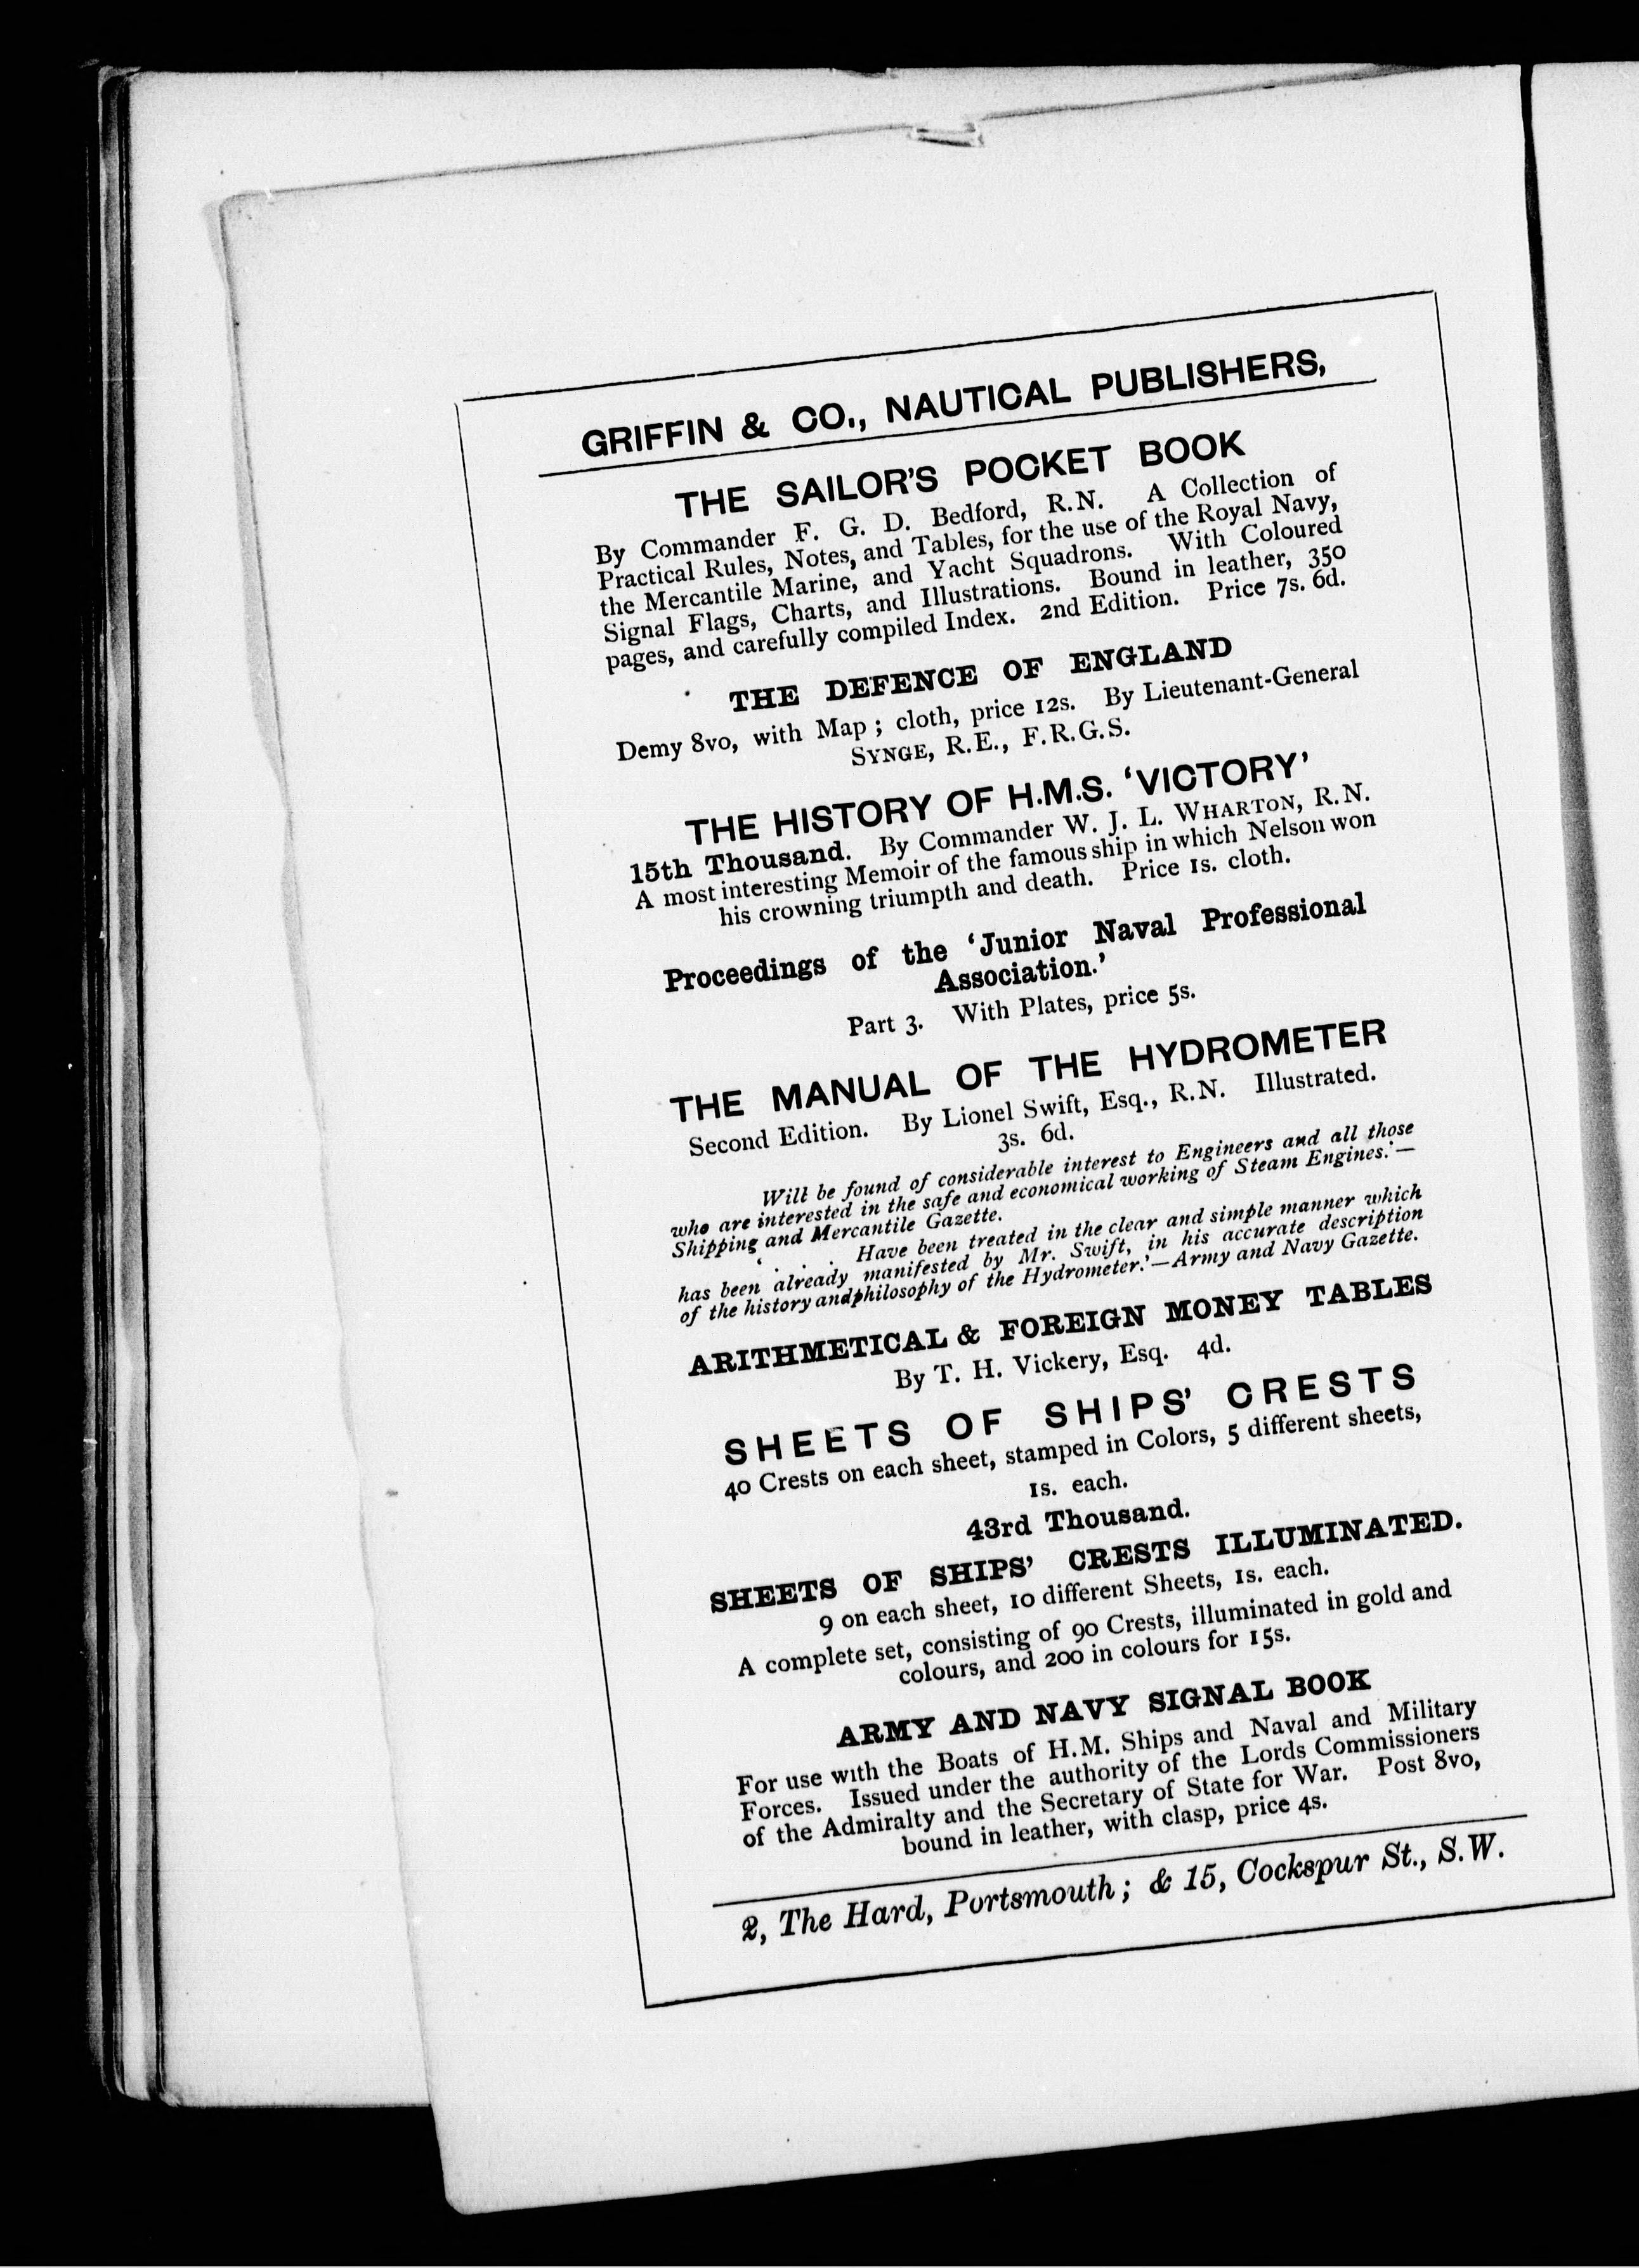 GRIFFIN & CO., NAUTICAL PUBLISHERS,
THE SAILOR'S POCKET BOOK
By Commander F. G. D. Bedford, R.N. A Collection of
Practical Rules, Notes, and Tables, for the use of the Royal Navy,
the Mercantile Marine, and Yacht Squadrons. With Coloured
Signal Flags, Charts, and Illustrations. Bound in leather, 350
pages, and carefully compiled Index. 2nd Edition. Price 7s. 6d.
THE DEFENCE OF ENGLAND
Demy 8vo, with Map ; cloth, price 12s. By Lieutenant-General
SYNGE, R.E., F.R.G.S.
THE HISTORY OF H.M.S. 'VICTORY'
15th Thousand. By Commander W. J. L. WHARTON, R.N.
A most interesting Memoir of the famous ship in which Nelson won
his crowning triumpth and death. Price 1s. cloth.
Proceedings of the 'Junior Naval Professional
Association.'
Part 3. With Plates, price 5s.
THE MANUAL OF THE HYDROMETER
Second Edition. By Lionel Swift, Esq., R.N. Illustrated.
3s. 6d.
Will be found of considerable interest to Engineers and all those
who are interested in the safe and economical working of Steam Engines.'—
Shipping and Mercantile Gazette.
' . . . Have been treated in the clear and simple manner which
has been already manifested by Mr. Swift, in his accurate description
of the history and philosophy of the Hydrometer.'—Army and Navy Gazette.
ARITHMETICAL & FOREIGN MONEY TABLES
By T. H. Vickery, Esq. 4d.
SHEETS OF SHIPS' CRESTS
40 Crests on each sheet, stamped in Colors, 5 different sheets,
1s. each.
43rd Thousand.
SHEETS OF SHIPS' CRESTS ILLUMINATED.
9 on each sheet, 10 different Sheets, 1s. each.
A complete set, consisting of 90 Crests, illuminated in gold and
colours, and 200 in colours for 15s.
ARMY AND NAVY SIGNAL BOOK
For use with the Boats of H.M. Ships and Naval and Military
Forces. Issued under the authority of the Lords Commissioners
of the Admiralty and the Secretary of State for War. Post 8vo,
bound in leather, with clasp, price 4s.
2, The Hard, Portsmouth ; & 15, Cockspur St., S.W.